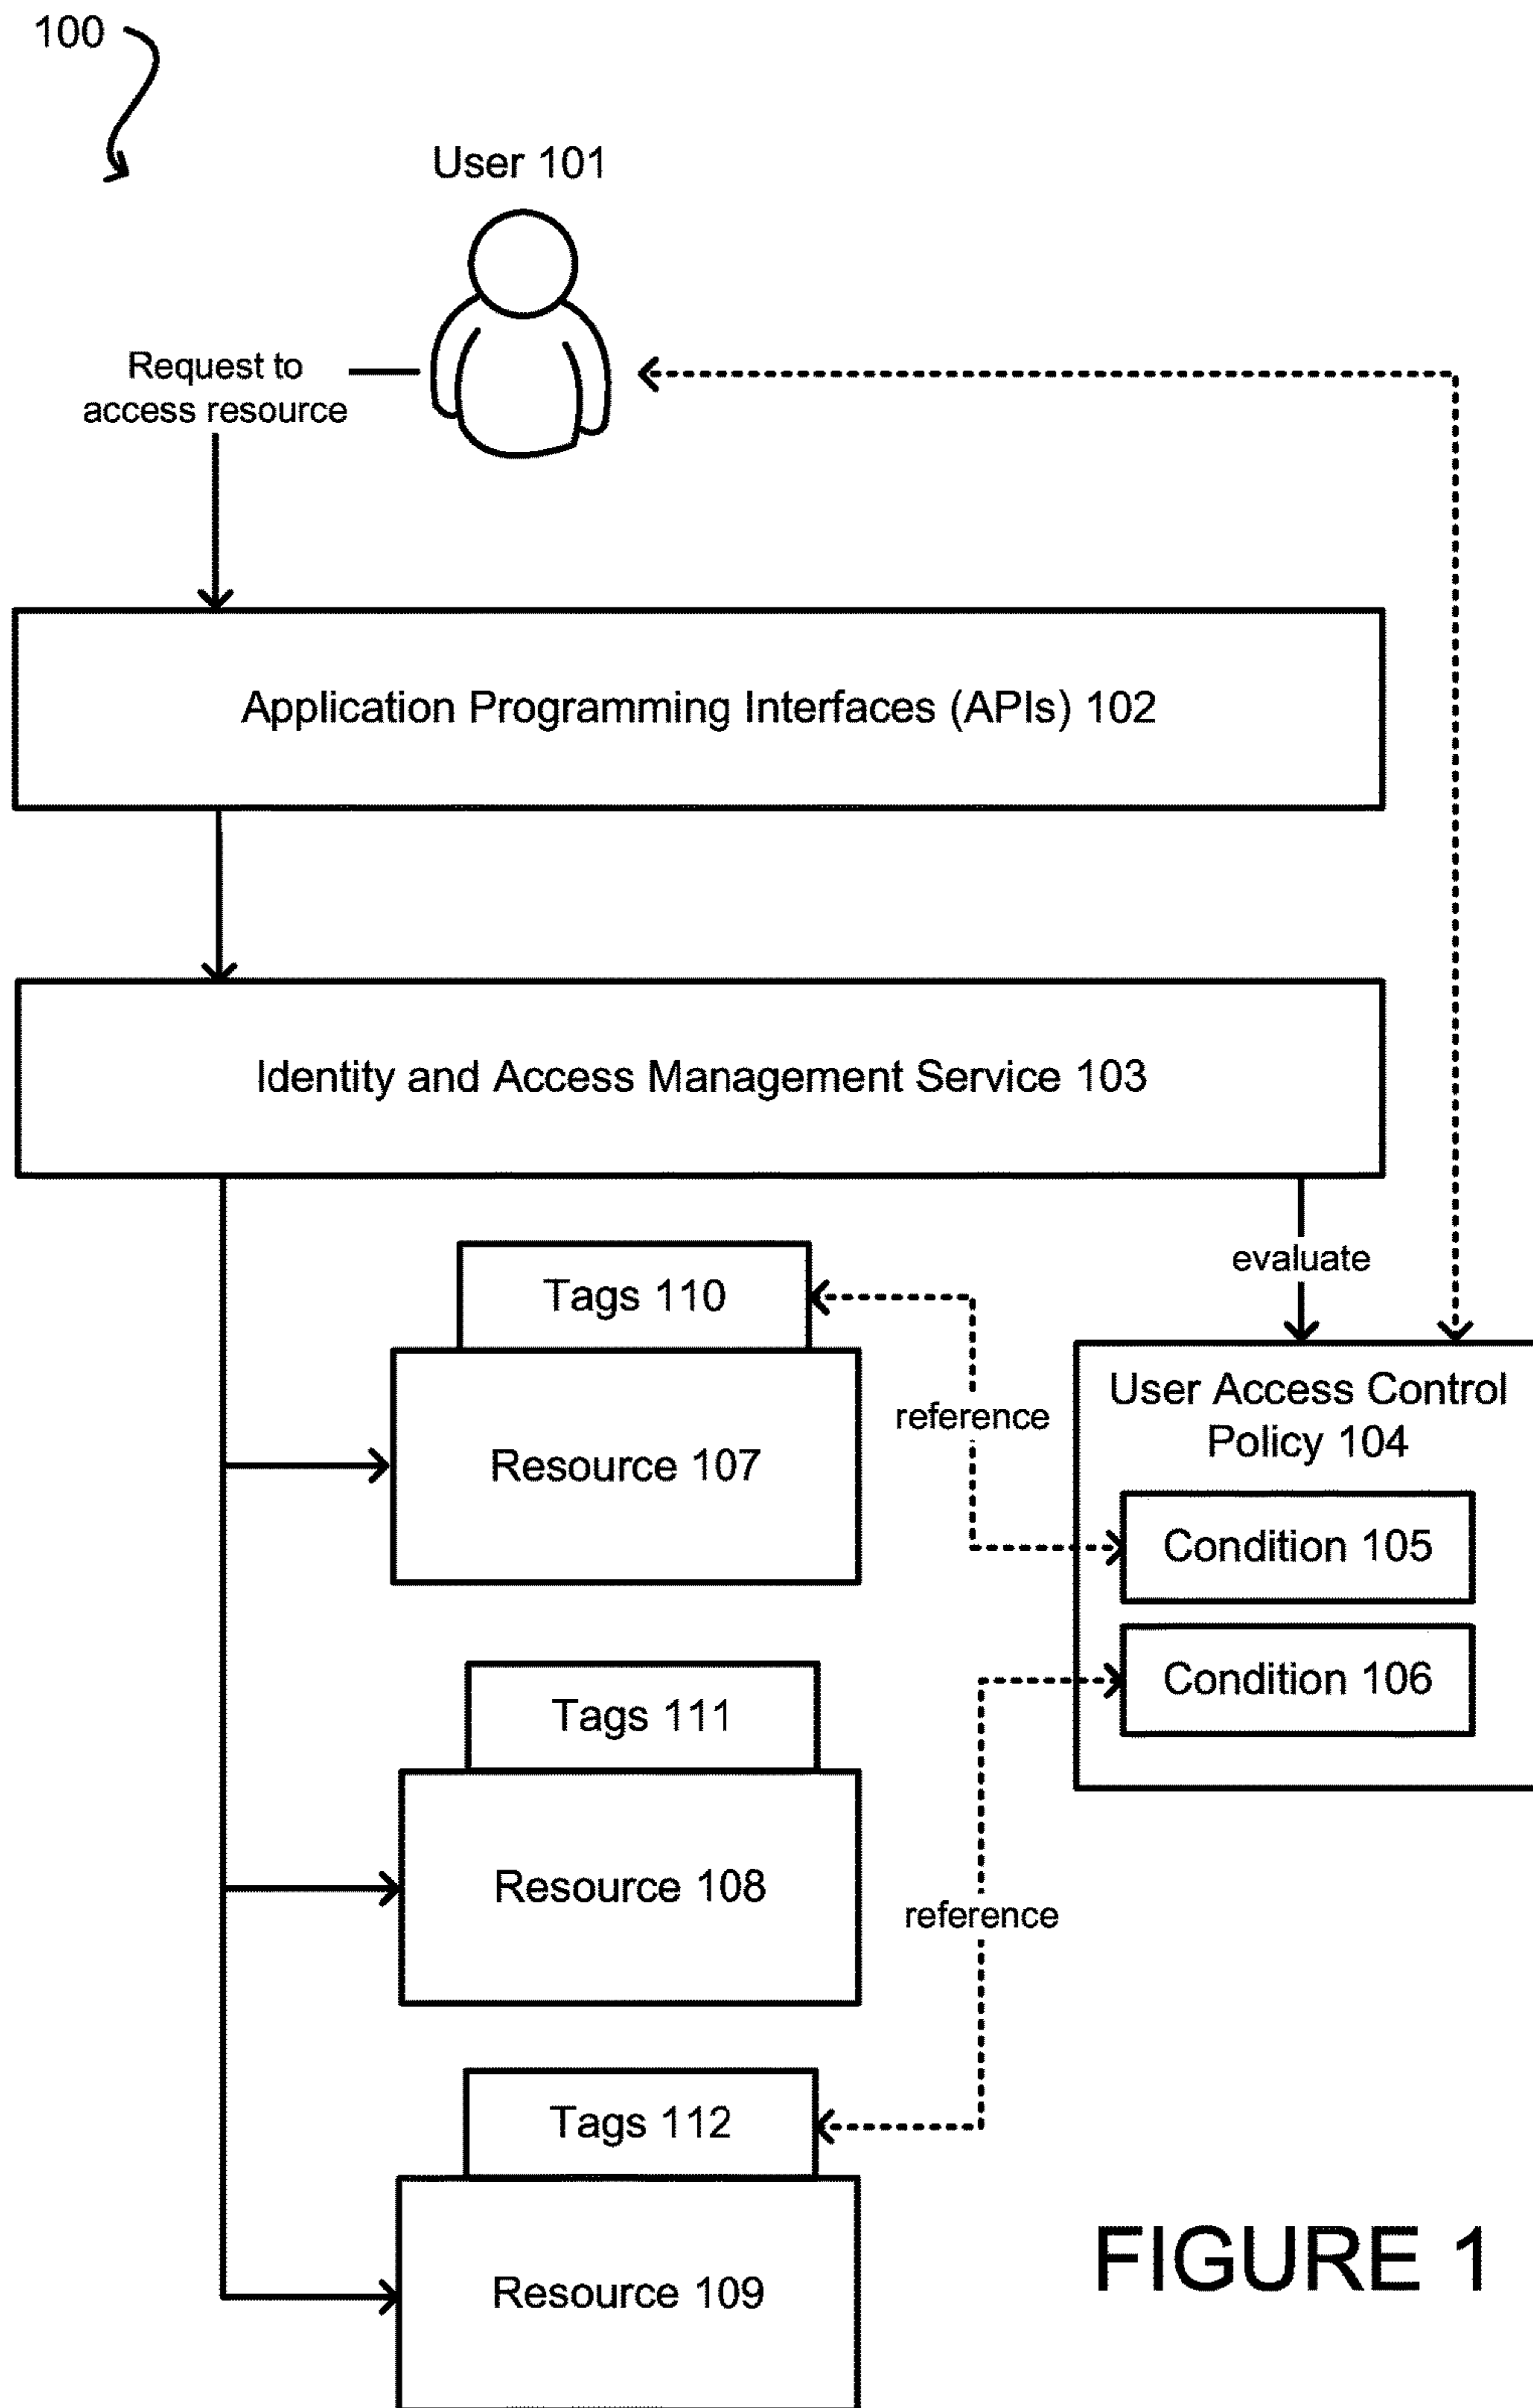 100
User 101
Request to
access resource
Application Programming Interfaces (APIs) 102
Identity and Access Management Service 103
evaluate
Tags 110
reference
User Access Control
Policy 104
Resource 107
Condition 105
Condition 106
Tags 111
Resource 108
reference
Tags 112
Resource 109
FIGURE 1